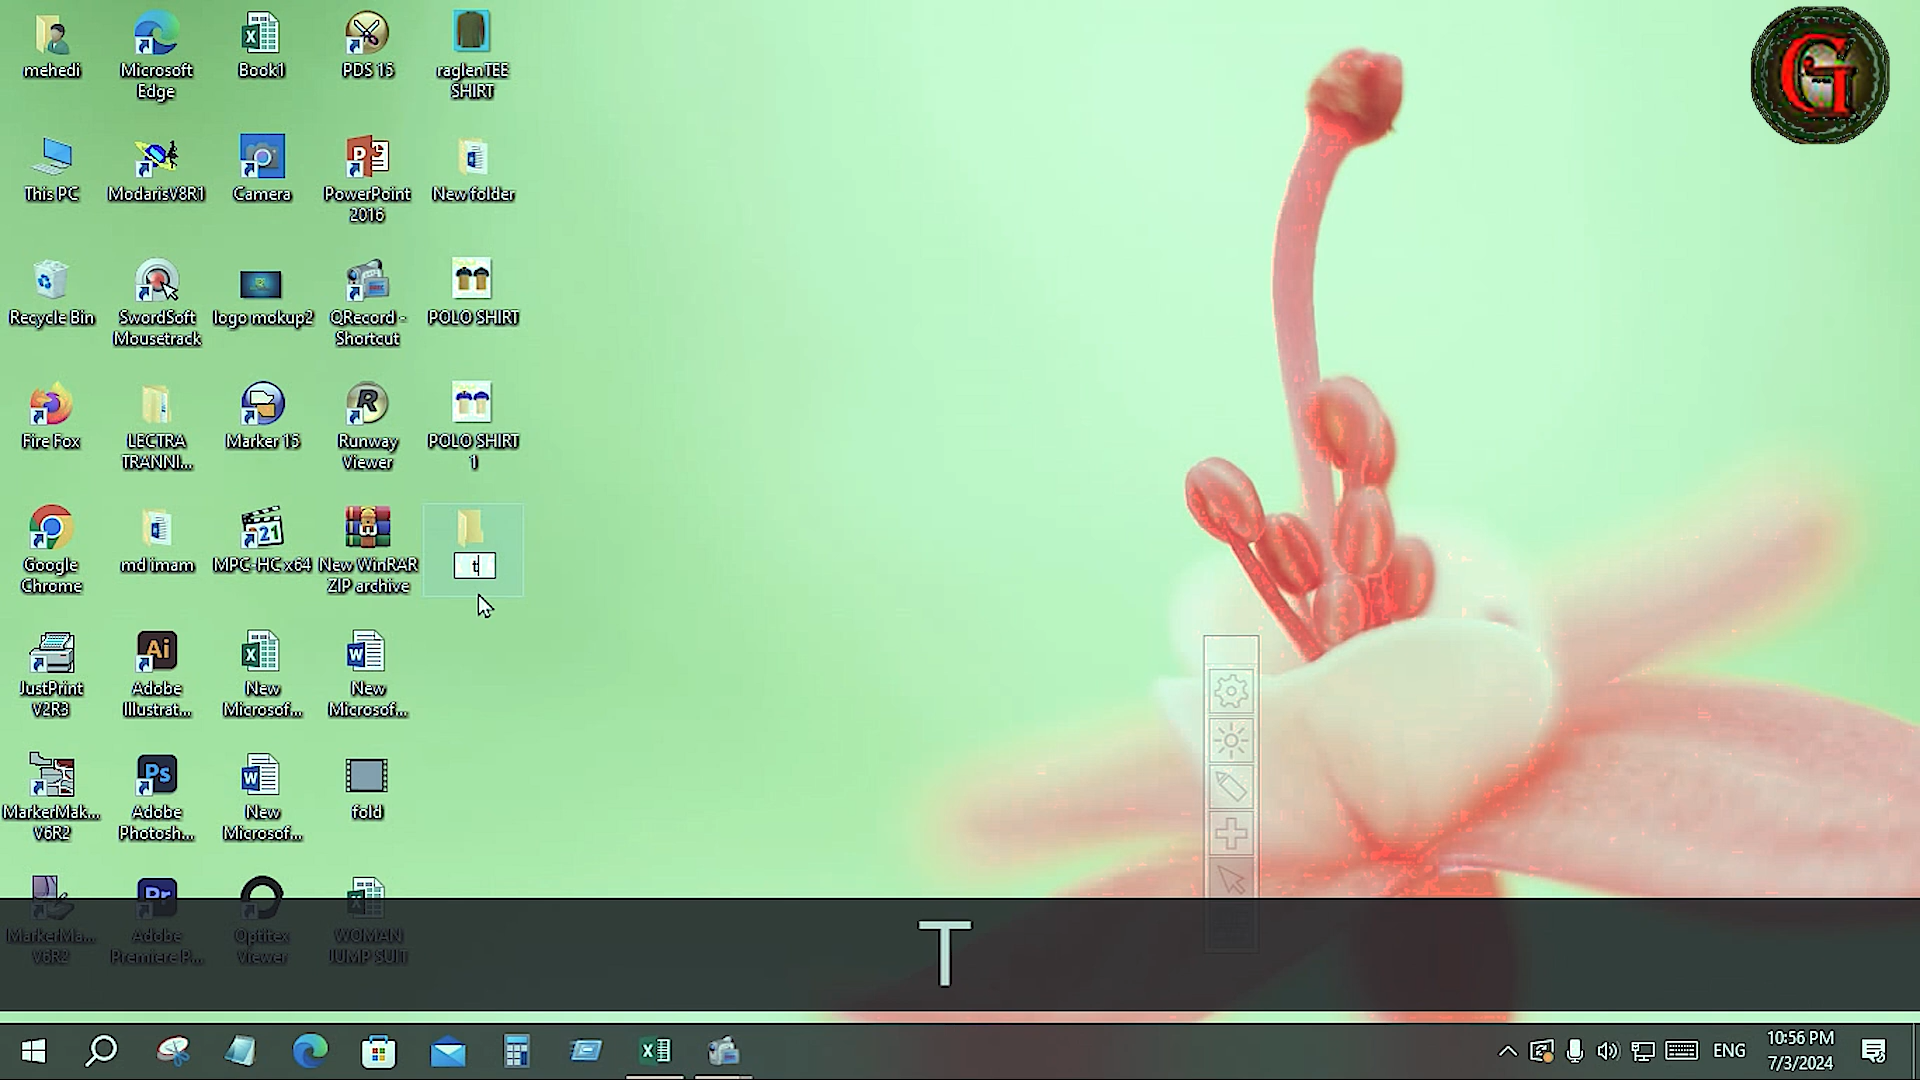 mehedi
Microsoft
Edge
Book1
PDS 15
raglenTEE
SHIRT
This PC
ModarisV8R1
Camera
PowerPoint
2016
New folder
Recycle Bin
SwordSoft
Mousetrack
logo mokup2
QRecord -
Shortcut
POLO SHIRT
Fire Fox
LECTRA
TRANNI...
Marker 15
Runway
Viewer
POLO SHIRT
1
Google
Chrome
md imam
MPC-HC x64
New WinRAR
ZIP archive
t
JustPrint
V2R3
Adobe
Illustrat...
New
Microsof...
New
Microsof...
MarkerMak...
V6R2
Adobe
Photosh...
New
Microsof...
fold
MarkerMa...
V6R2
Adobe
Premiere P...
Optitex
Viewer
WOMAN
JUMP SUIT
T
G
ENG
10:56 PM
7/3/2024